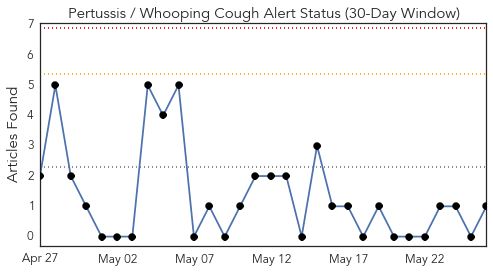 Pertussis / Whooping Cough Alert Status (30-Day Window)
Articles Found
7
6
5
4
3
2
1
0
Apr 27
May 02
May 07
May 12
May 17
May 22